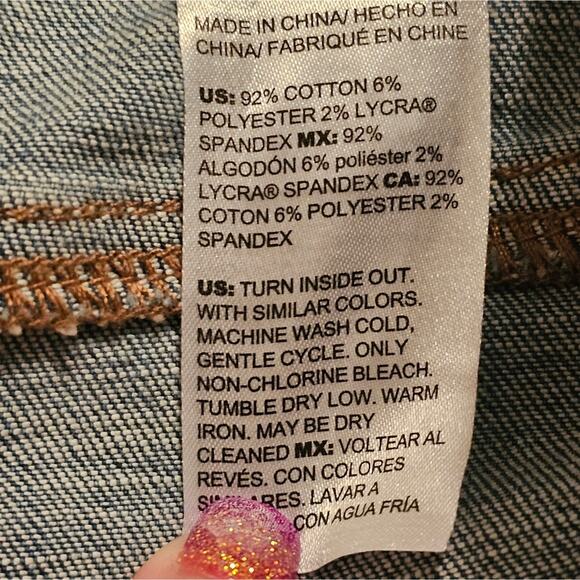 MADE IN CHINA/ HECHO EN
CHINA/ FABRIQUÉ EN CHINE
US: 92% COTTON 6%
POLYESTER 2% LYCRA®
SPANDEX MX: 92%
ALGODÓN 6% poliéster 2%
LYCRA® SPANDEX CA: 92%
COTON 6% POLYESTER 2%
SPANDEX
US: TURN INSIDE OUT.
WITH SIMILAR COLORS.
MACHINE WASH COLD,
GENTLE CYCLE. ONLY
NON-CHLORINE BLEACH.
TUMBLE DRY LOW. WARM
IRON. MAY BE DRY
CLEANED MX: VOLTEAR AL
REVÉS. CON COLORES
LAVAR A
CON AGUA FRÍA